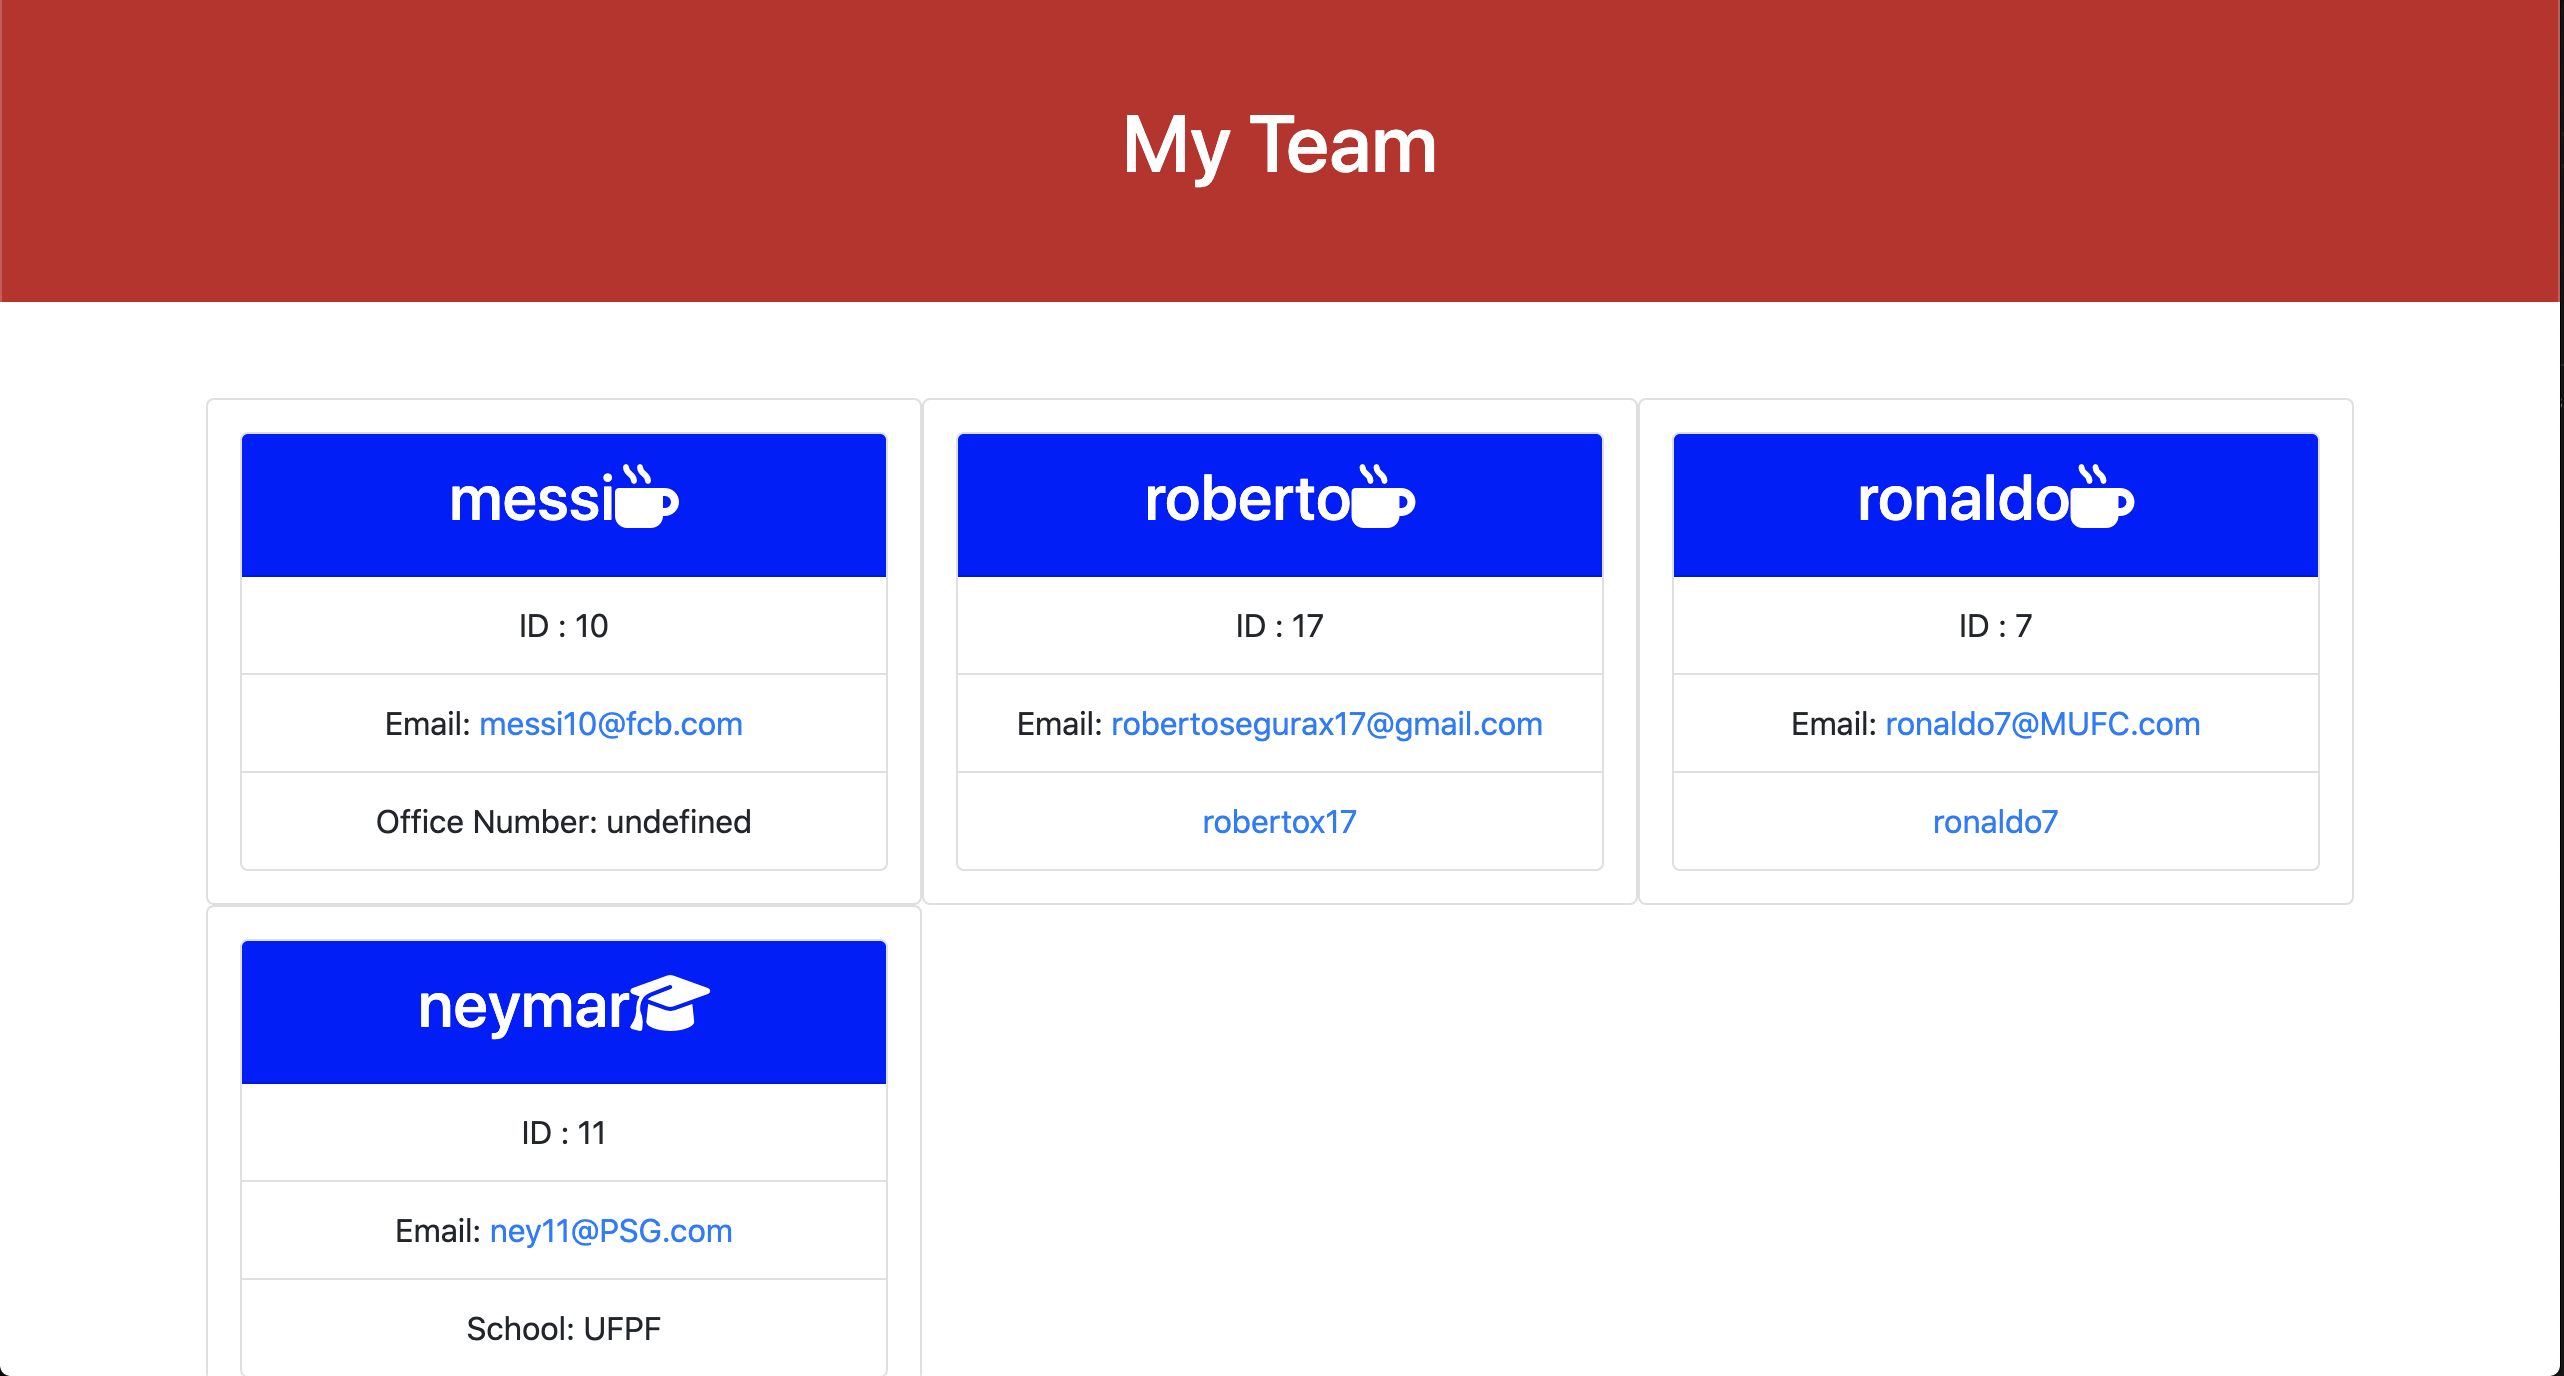 My Team
messi
ID : 10
Email: messi10@fcb.com
Office Number: undefined
roberto
ID : 17
Email: robertosegurax17@gmail.com
robertox17
ronaldo
ID : 7
Email: ronaldo7@MUFC.com
ronaldo7
neymar
ID : 11
Email: ney11@PSG.com
School: UFPF